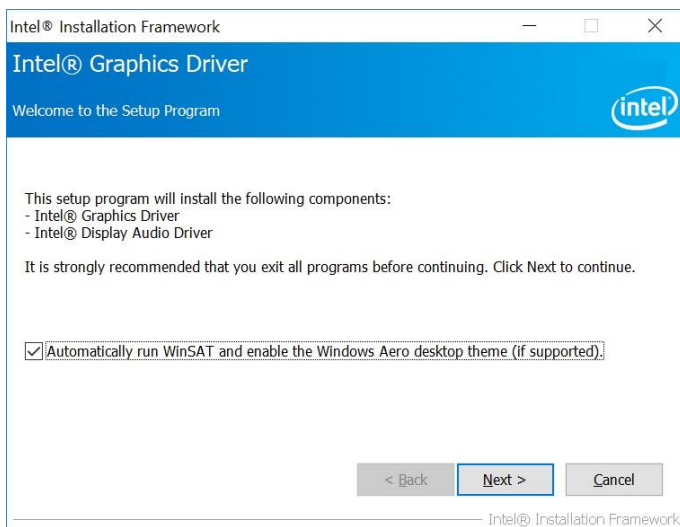 Intel® Installation Framework
Intel® Graphics Driver
Welcome to the Setup Program
intel
This setup program will install the following components:
- Intel® Graphics Driver
- Intel® Display Audio Driver
It is strongly recommended that you exit all programs before continuing. Click Next to continue.
Automatically run WinSAT and enable the Windows Aero desktop theme (if supported).
< Back Next > Cancel
Intel® Installation Framework